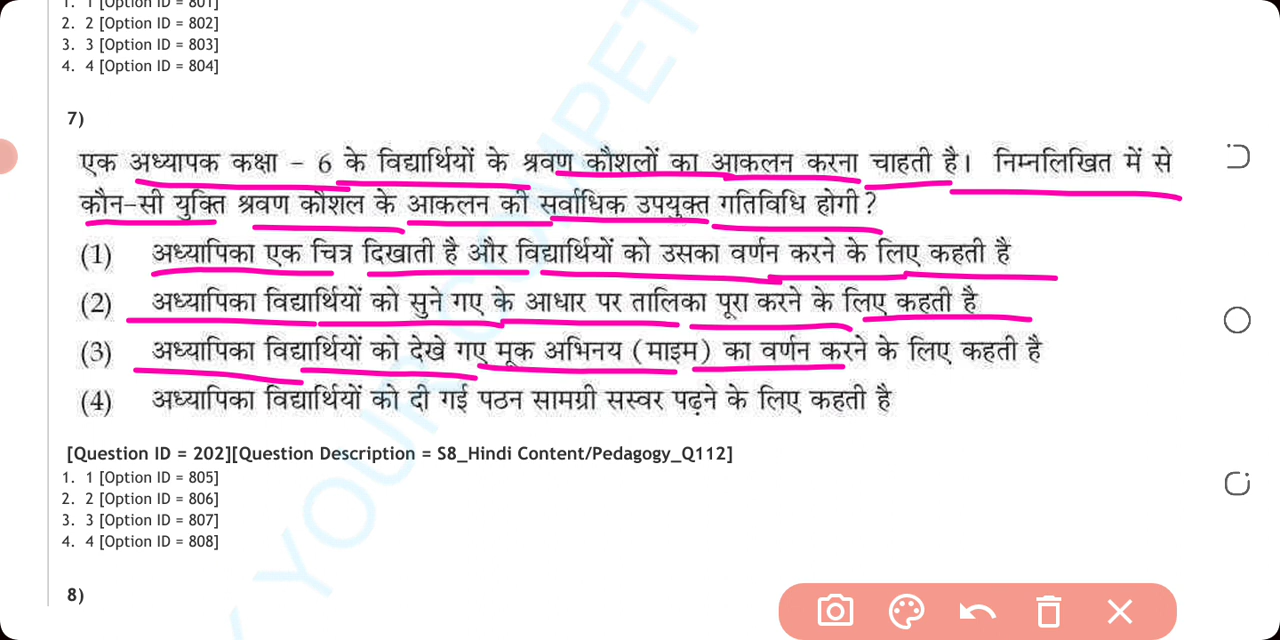 1. 1 [Option ID = 801]
2. 2 [Option ID = 802]
3. 3 [Option ID = 803]
4. 4 [Option ID = 804]
7)
एक अध्यापक कक्षा – 6 के विद्यार्थियों के श्रवण कौशलों का आकलन करना चाहती है। निम्नलिखित में से
कौन-सी युक्ति श्रवण कौशल के आकलन की सर्वाधिक उपयुक्त गतिविधि होगी?
(1) अध्यापिका एक चित्र दिखाती है और विद्यार्थियों को उसका वर्णन करने के लिए कहती है
(2) अध्यापिका विद्यार्थियों को सुने गए के आधार पर तालिका पूरा करने के लिए कहती है
(3) अध्यापिका विद्यार्थियों को देखे गए मूक अभिनय (माइम) का वर्णन करने के लिए कहती है
(4) अध्यापिका विद्यार्थियों को दी गई पठन सामग्री सस्वर पढ़ने के लिए कहती है
[Question ID = 202][Question Description = S8_Hindi Content/Pedagogy_Q112]
1. 1 [Option ID = 805]
2. 2 [Option ID = 806]
3. 3 [Option ID = 807]
4. 4 [Option ID = 808]
8)